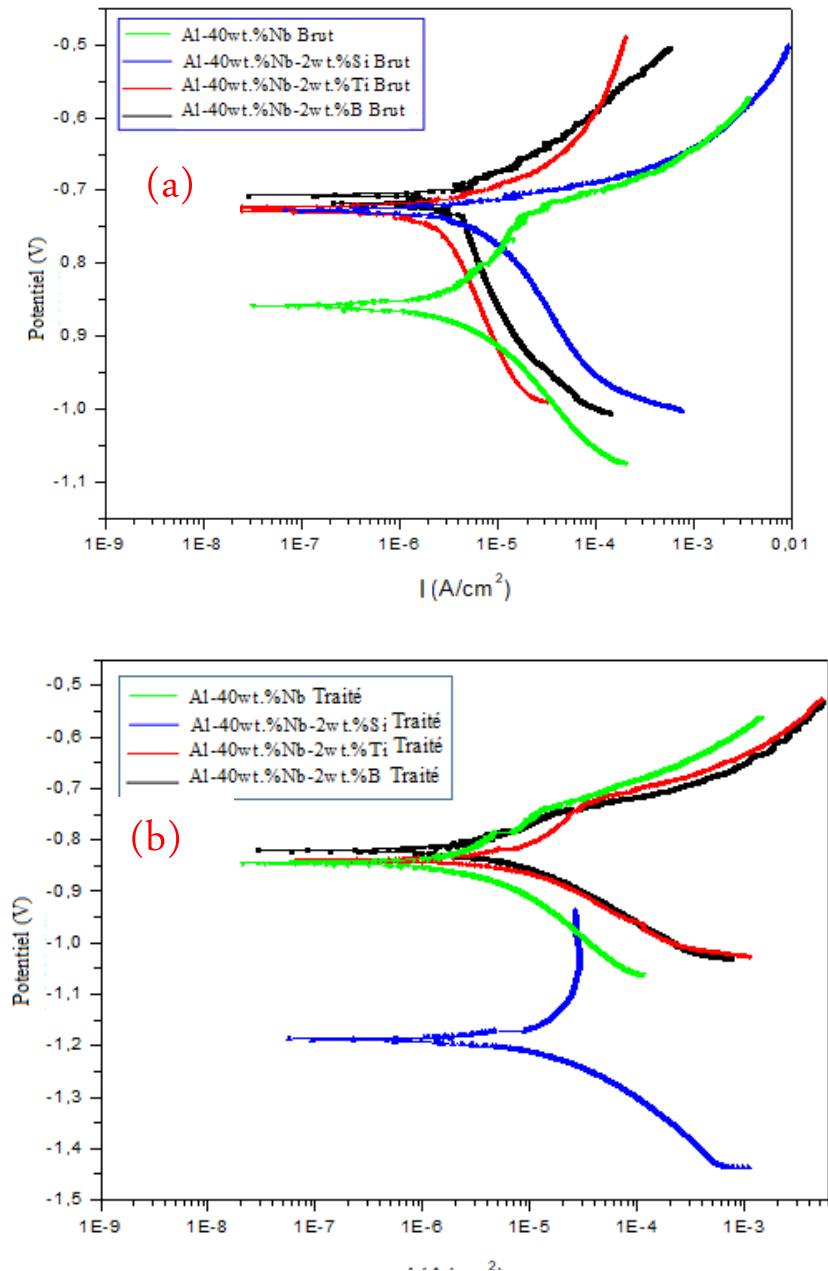 -0,5
-0,6
-0,7
0,8
0,9
-1,0
-1,1
Potentiel (V)
Al-40wt.%Nb Brut
Al-40wt.%Nb-2wt.%Si Brut
Al-40wt.%Nb-2wt.%Ti Brut
Al-40wt.%Nb-2wt.%B Brut
(a)
1E-9 1E-8 1E-7 1E-6 1E-5 1E-4 1E-3 0,01
I (A/cm²)
-0,5
-0,6
-0,7
-0,8
-0,9
-1,0
-1,1
-1,2
-1,3
-1,4
-1,5
Potentiel (V)
Al-40wt.%Nb Traité
Al-40wt.%Nb-2wt.%Si Traité
Al-40wt.%Nb-2wt.%Ti Traité
Al-40wt.%Nb-2wt.%B Traité
(b)
1E-9 1E-8 1E-7 1E-6 1E-5 1E-4 1E-3